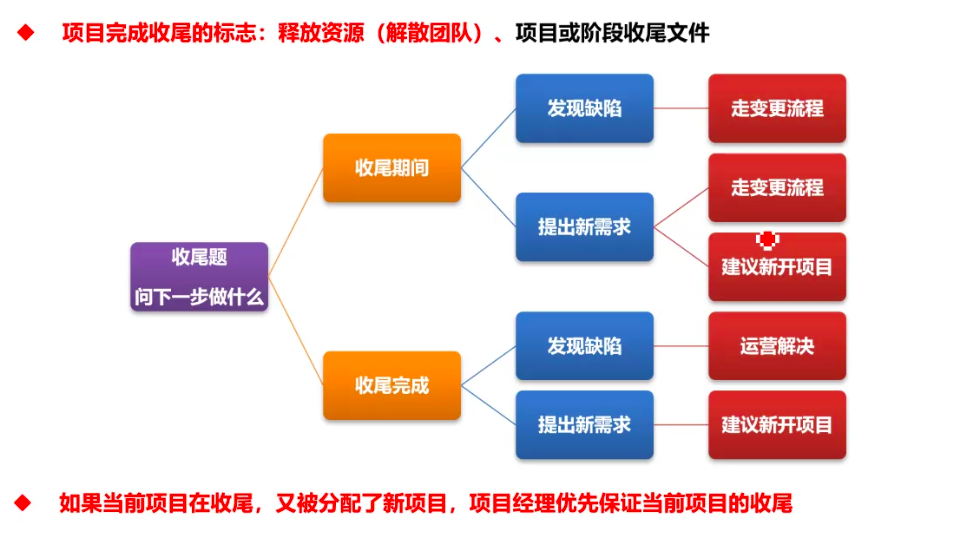 项目完成收尾的标志：释放资源（解散团队）、项目或阶段收尾文件
发现缺陷
走变更流程
收尾期间
走变更流程
提出新需求
建议新开项目
收尾题
问下一步做什么
发现缺陷
运营解决
收尾完成
提出新需求
建议新开项目
如果当前项目在收尾，又被分配了新项目，项目经理优先保证当前项目的收尾